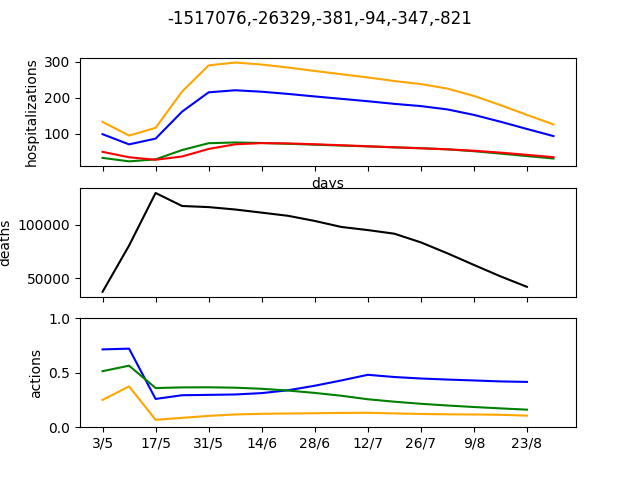 -1517076,-26329,-381,-94,-347,-821
hospitalizations
300
200
100
days
deaths
100000
50000
actions
1.0
0.5
0.0
3/5 17/5 31/5 14/6 28/6 12/7 26/7 9/8 23/8